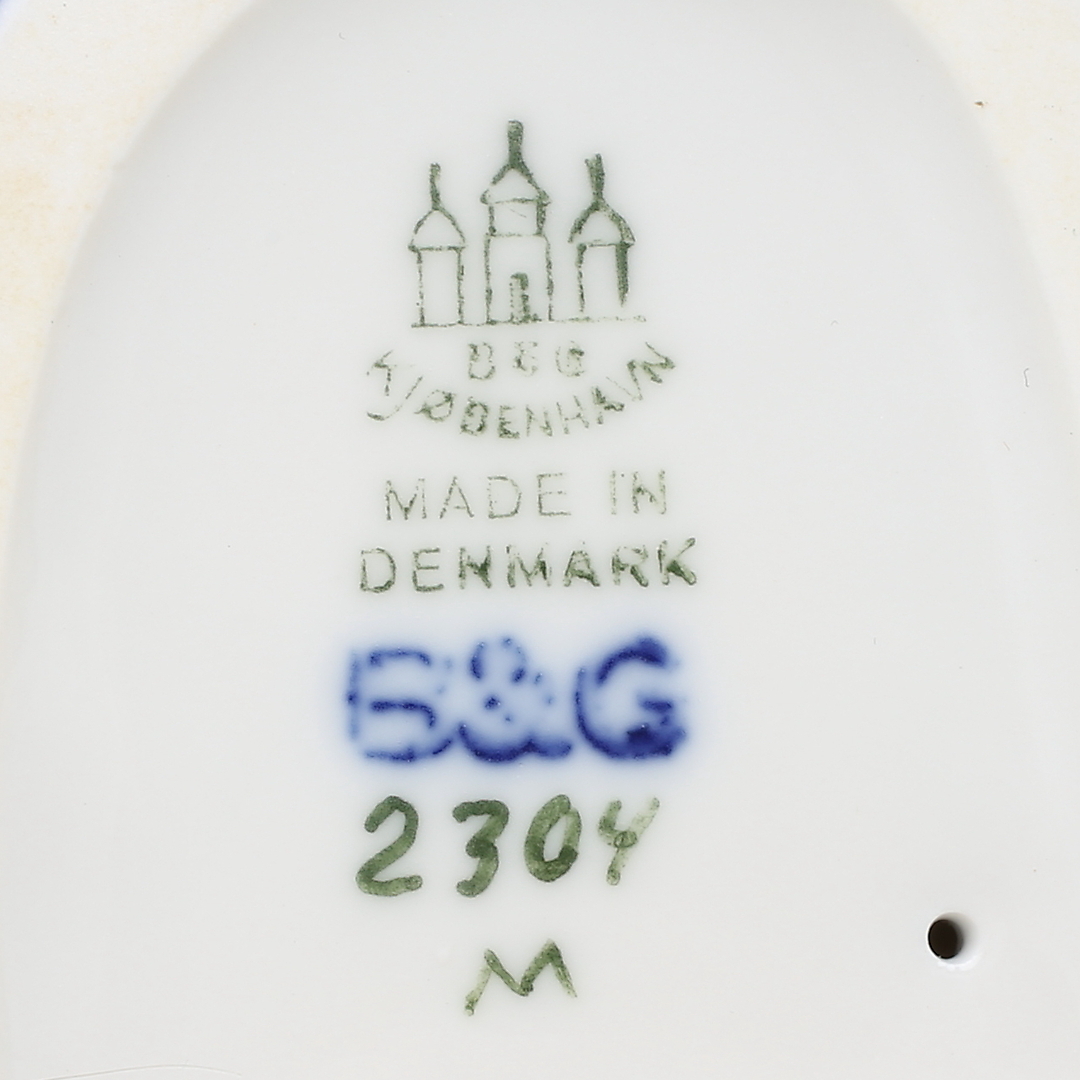 B&G
KJØBENHAVN
MADE IN
DENMARK
B&G
2304
M